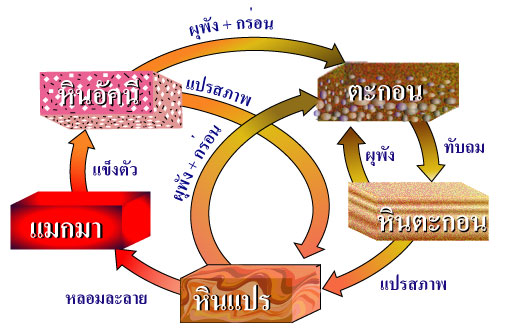 ผุพัง + กร่อน
หินอัคนี
แปรสภาพ
ตะกอน
ผุพัง + กร่อน
ผุพัง
ทับถม
แข็งตัว
แมกมา
หินตะกอน
หลอมละลาย
หินแปร
แปรสภาพ